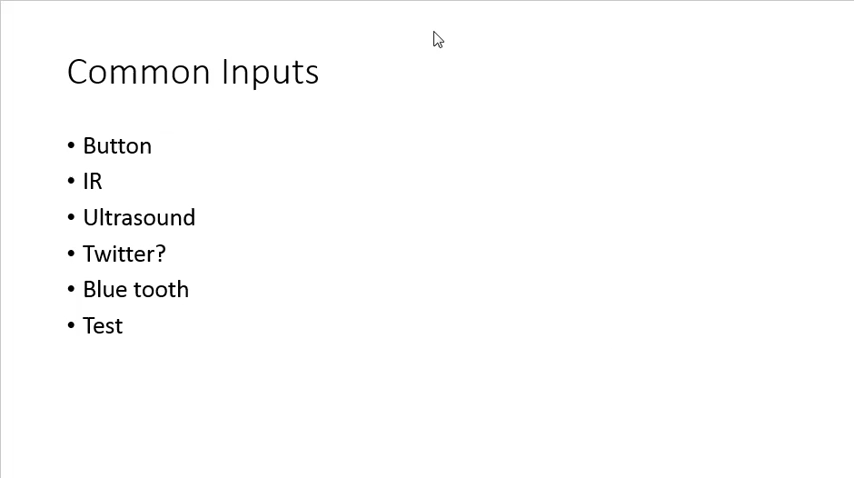 Common Inputs
• Button
• IR
• Ultrasound
• Twitter?
• Blue tooth
• Test